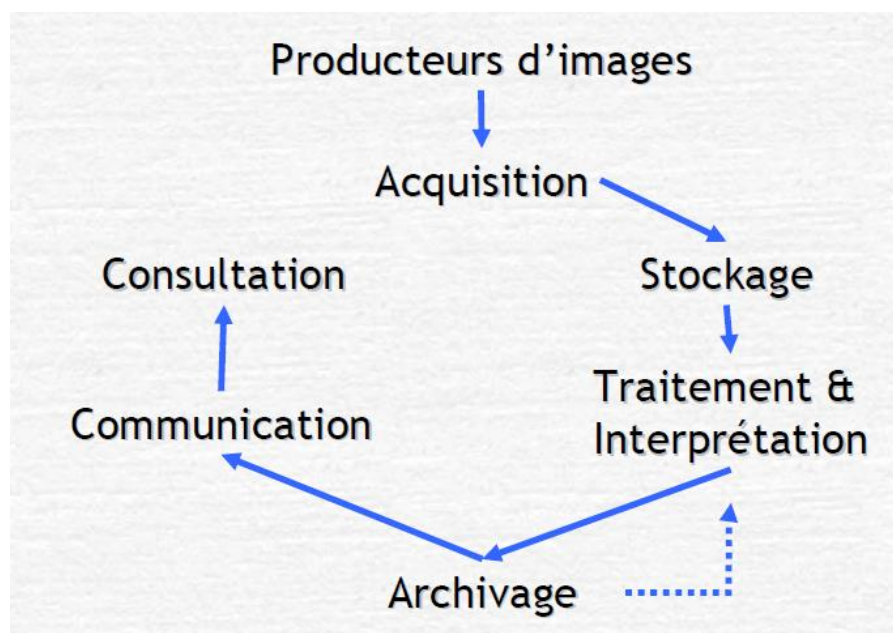 Producteurs d’images
Acquisition
Consultation
Stockage
Traitement &
Interprétation
Communication
Archivage